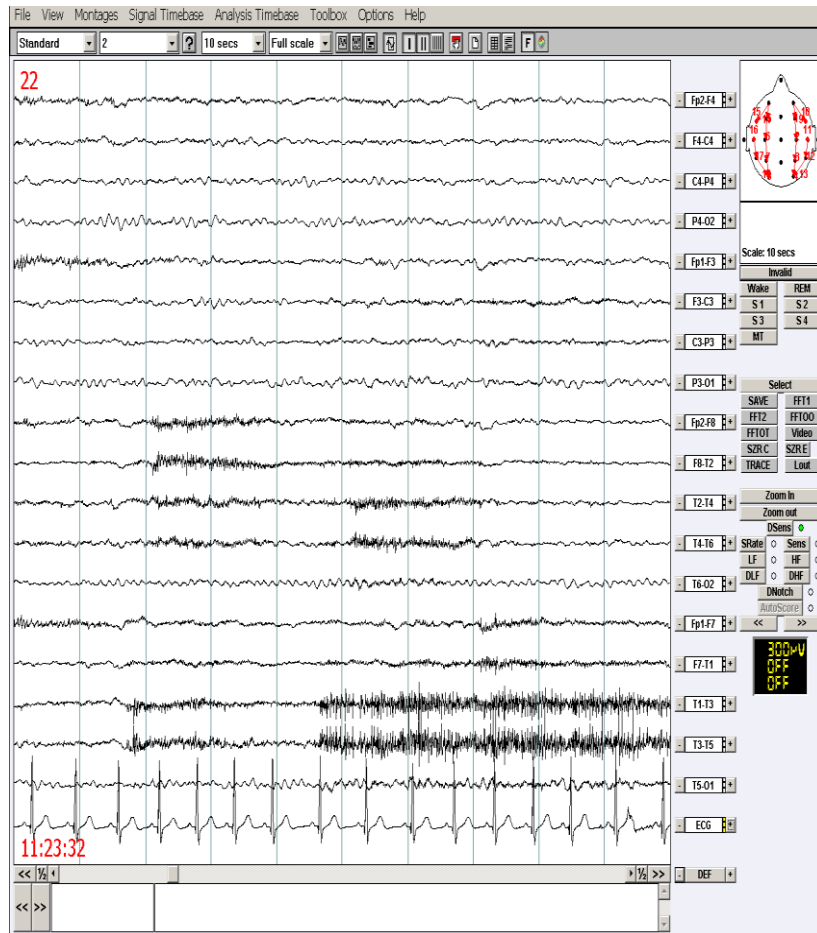 File View Montages Signal Timebase Analysis Timebase Toolbox Options Help
Standard 2 ? 10 secs Full scale F
22
Fp2-F4
F4-C4
C4-P4
P4-O2
Fp1-F3
F3-C3
C3-P3
P3-O1
Fp2-F8
F8-T2
T2-T4
T4-T6
T6-O2
Fp1-F7
F7-T1
T1-T3
T3-T5
T5-O1
ECG
11:23:32
DEF
<< ½ ½ >>
<< >>
Scale: 10 secs
Invalid
Wake REM
S 1 S 2
S 3 S 4
MT
Select
SAVE FFT1
FFT2 FFTOO
FFTOT Video
SZR C SZR E
TRACE Lout
Zoom In
Zoom out
DSens
SRate Sens
LF HF
DLF DHF
DNotch
AutoScore
<< >>
300µV
OFF
OFF